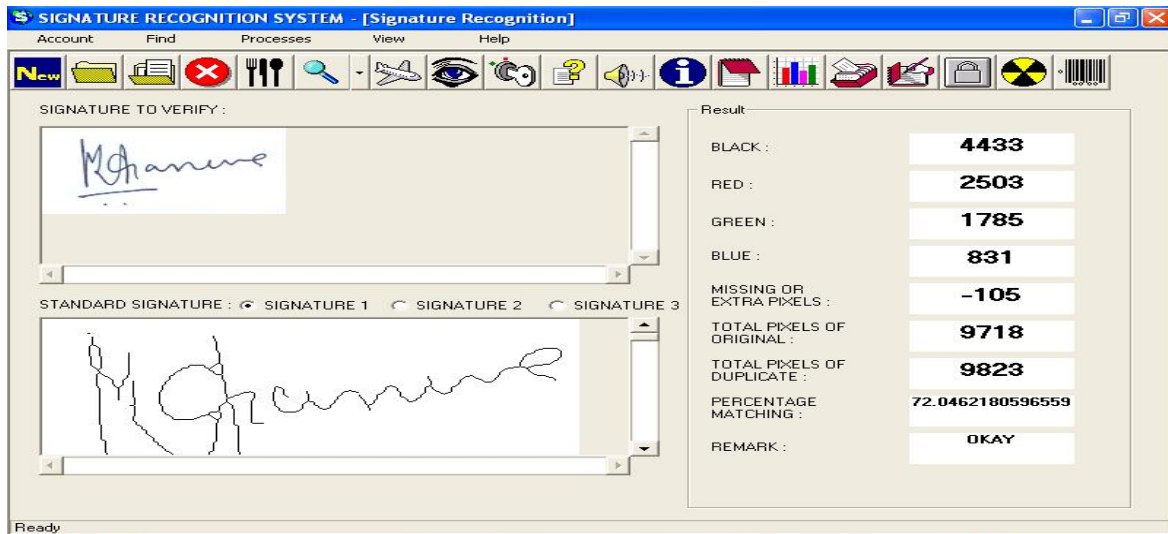 SIGNATURE RECOGNITION SYSTEM - [Signature Recognition]
Account Find Processes View Help
New
SIGNATURE TO VERIFY :
STANDARD SIGNATURE : SIGNATURE 1 SIGNATURE 2 SIGNATURE 3
Result
BLACK : 4433
RED : 2503
GREEN : 1785
BLUE : 831
MISSING OR
EXTRA PIXELS : -105
TOTAL PIXELS OF
ORIGINAL : 9718
TOTAL PIXELS OF
DUPLICATE : 9823
PERCENTAGE
MATCHING : 72.0462180596559
REMARK : OKAY
Ready